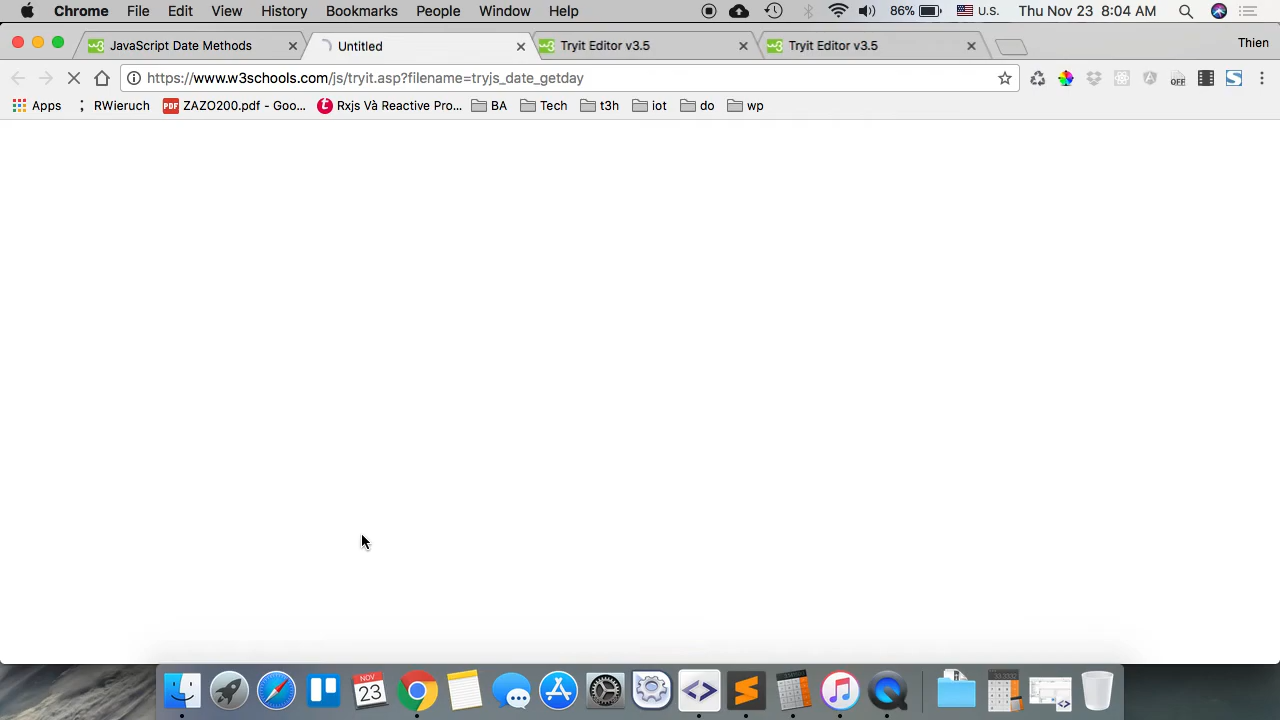 Chrome File Edit View History Bookmarks People Window Help 86% U.S. Thu Nov 23 8:04 AM
JavaScript Date Methods Untitled Tryit Editor v3.5 Tryit Editor v3.5 Thien
https://www.w3schools.com/js/tryit.asp?filename=tryjs_date_getday OFF
Apps RWieruch PDF ZAZO200.pdf - Goo... Rxjs Và Reactive Pro... BA Tech t3h iot do wp
NOV
23